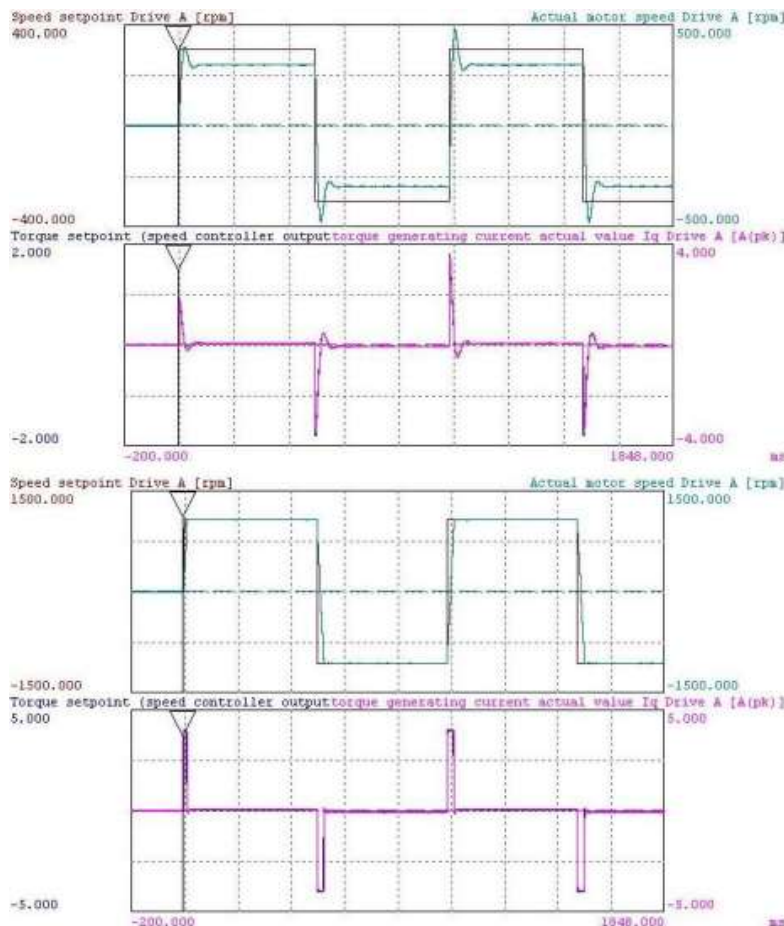 Speed setpoint Drive A [rpm] Actual motor speed Drive A [rpm]
400.000 500.000
-400.000 -500.000
Torque setpoint (speed controller output torque generating current actual value Iq Drive A [A(pk)]
2.000 4.000
-2.000 -4.000
-200.000 1848.000 ms
Speed setpoint Drive A [rpm] Actual motor speed Drive A [rpm]
1500.000 1500.000
-1500.000 -1500.000
Torque setpoint (speed controller output torque generating current actual value Iq Drive A [A(pk)]
5.000 5.000
-5.000 -5.000
-200.000 1848.000 ms